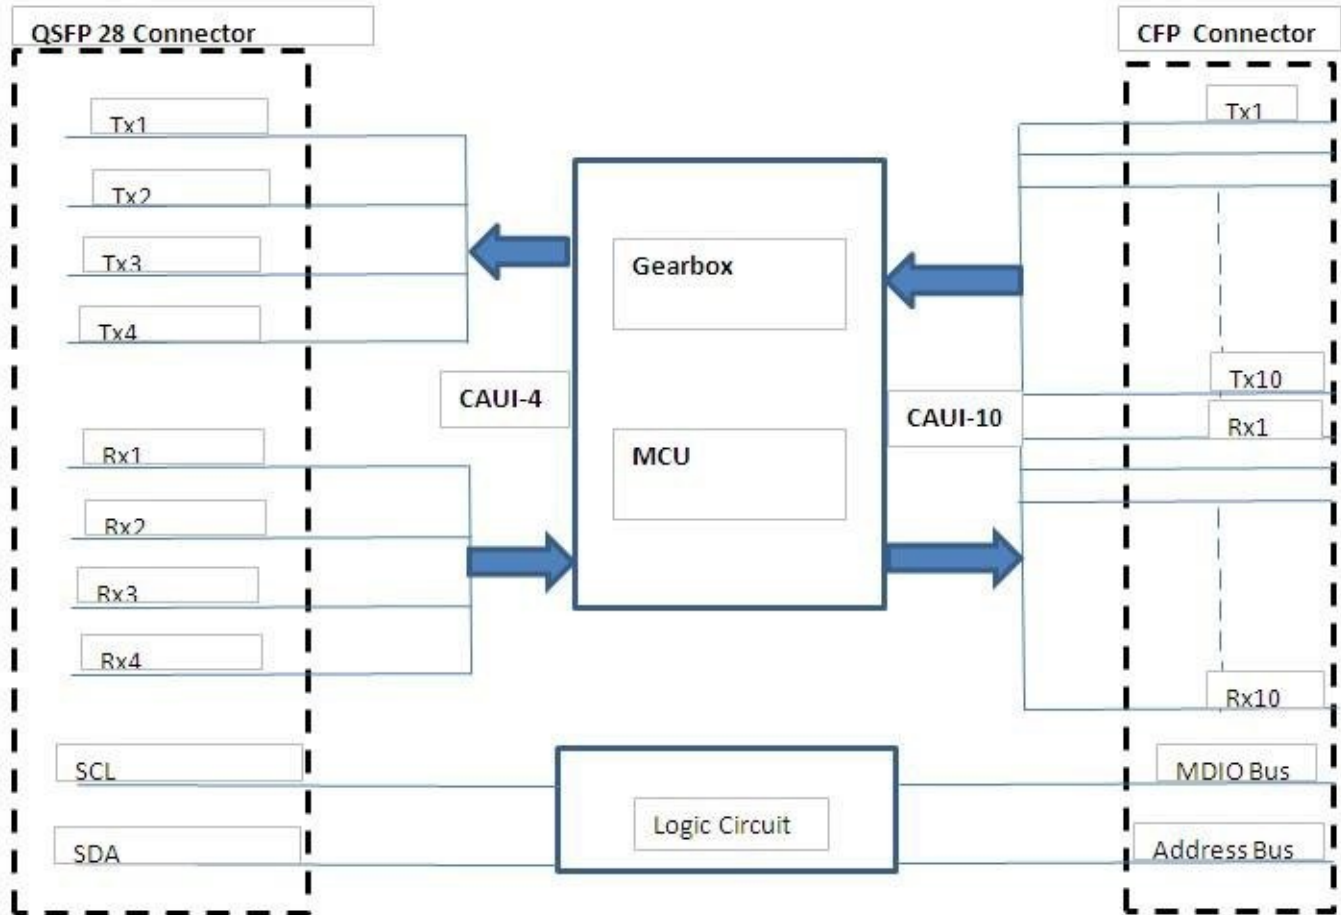 QSFP 28 Connector
Tx1
Tx2
Tx3
Tx4
Rx1
Rx2
Rx3
Rx4
SCL
SDA
CAUI-4
Gearbox
MCU
CAUI-10
Logic Circuit
CFP Connector
Tx1
Tx10
Rx1
Rx10
MDIO Bus
Address Bus